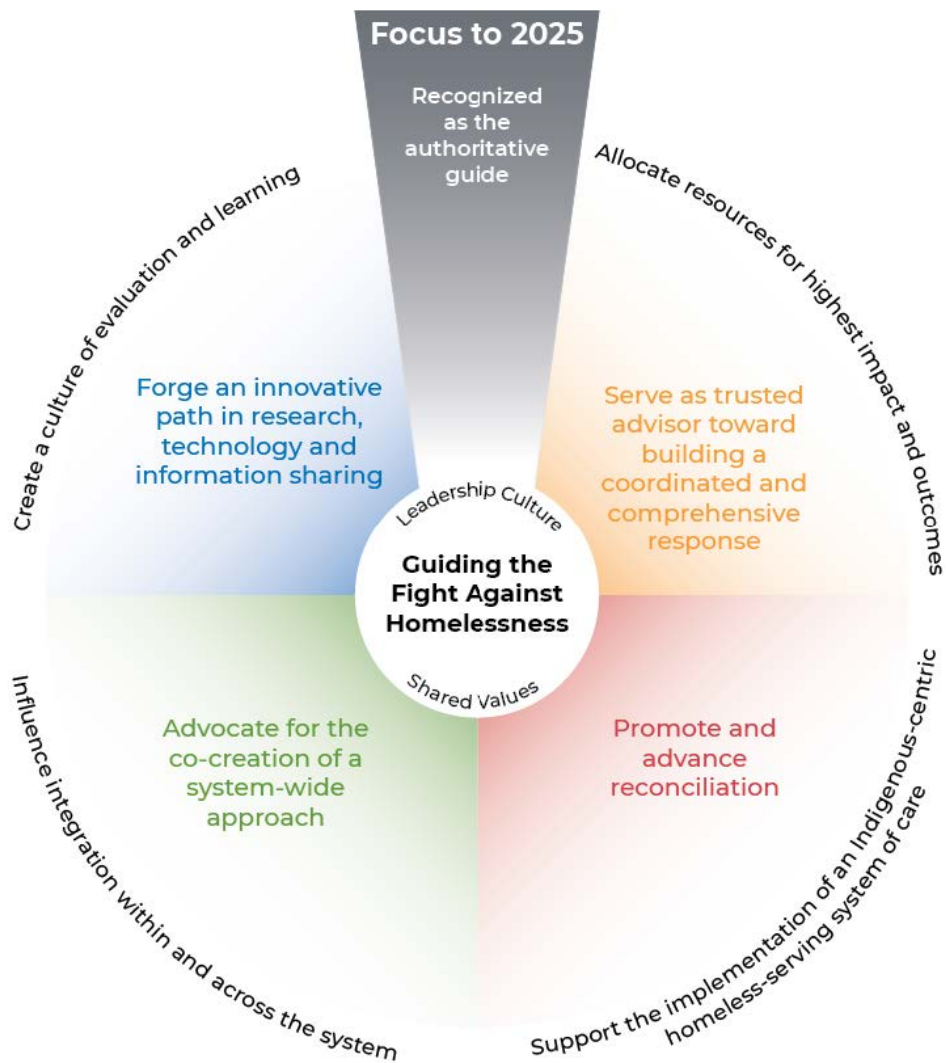 Focus to 2025
Recognized
as the
authoritative
guide
Create a culture of evaluation and learning
Allocate resources for highest impact and outcomes
Forge an innovative
path in research,
technology and
information sharing
Serve as trusted
advisor toward
building a
coordinated and
comprehensive
response
Leadership Culture
Guiding the
Fight Against
Homelessness
Shared Values
Advocate for the
co-creation of a
system-wide
approach
Promote and
advance
reconciliation
Influence integration within and across the system
Support the implementation of an Indigenous-centric
homeless-serving system of care